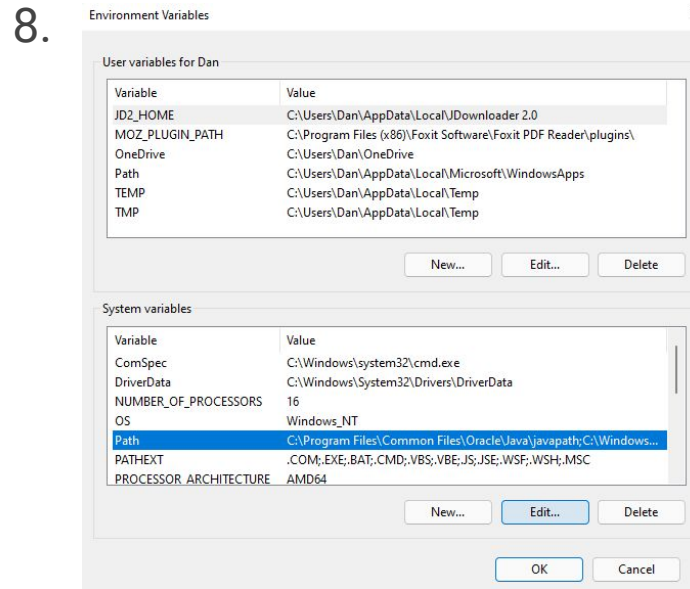 8.
Environment Variables
User variables for Dan
Variable Value
JD2_HOME C:\Users\Dan\AppData\Local\JDownloader 2.0
MOZ_PLUGIN_PATH C:\Program Files (x86)\Foxit Software\Foxit PDF Reader\plugins\
OneDrive C:\Users\Dan\OneDrive
Path C:\Users\Dan\AppData\Local\Microsoft\WindowsApps
TEMP C:\Users\Dan\AppData\Local\Temp
TMP C:\Users\Dan\AppData\Local\Temp
New... Edit... Delete
System variables
Variable Value
ComSpec C:\Windows\system32\cmd.exe
DriverData C:\Windows\System32\Drivers\DriverData
NUMBER_OF_PROCESSORS 16
OS Windows_NT
Path C:\Program Files\Common Files\Oracle\Java\javapath;C:\Windows...
PATHEXT .COM;.EXE;.BAT;.CMD;.VBS;.VBE;.JS;.JSE;.WSF;.WSH;.MSC
PROCESSOR_ARCHITECTURE AMD64
New... Edit... Delete
OK Cancel